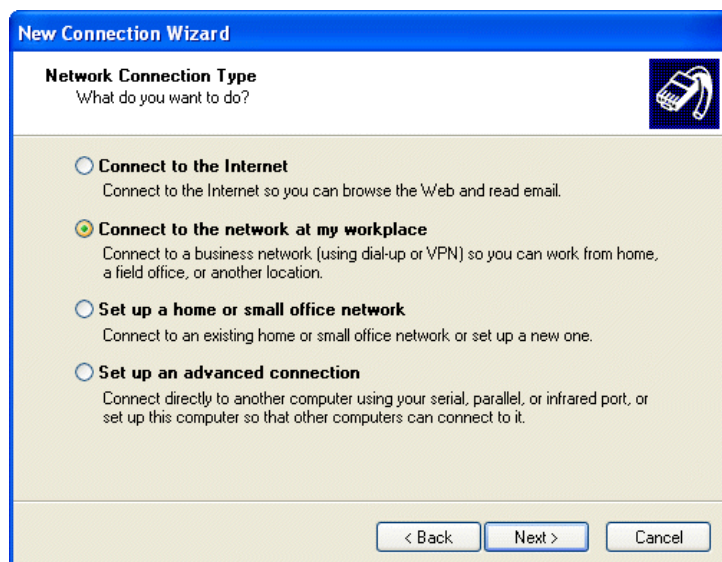 New Connection Wizard
Network Connection Type
What do you want to do?
Connect to the Internet
Connect to the Internet so you can browse the Web and read email.
Connect to the network at my workplace
Connect to a business network (using dial-up or VPN) so you can work from home,
a field office, or another location.
Set up a home or small office network
Connect to an existing home or small office network or set up a new one.
Set up an advanced connection
Connect directly to another computer using your serial, parallel, or infrared port, or
set up this computer so that other computers can connect to it.
< Back Next > Cancel